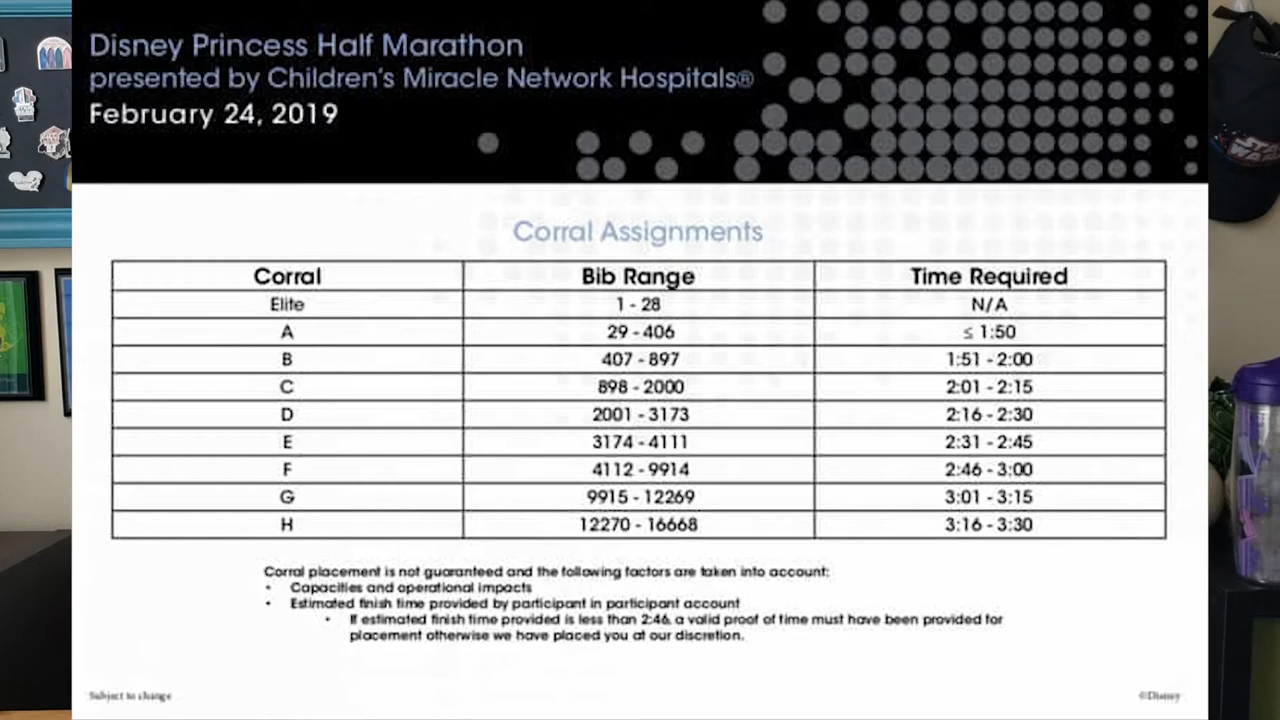 Disney Princess Half Marathon
presented by Children's Miracle Network Hospitals®
February 24, 2019
Corral Assignments
Corral Bib Range Time Required
Elite 1 - 28 N/A
A 29 - 406 ≤ 1:50
B 407 - 897 1:51 - 2:00
C 898 - 2000 2:01 - 2:15
D 2001 - 3173 2:16 - 2:30
E 3174 - 4111 2:31 - 2:45
F 4112 - 9914 2:46 - 3:00
G 9915 - 12269 3:01 - 3:15
H 12270 - 16668 3:16 - 3:30
Corral placement is not guaranteed and the following factors are taken into account:
• Capacities and operational impacts
• Estimated finish time provided by participant in participant account
• If estimated finish time provided is less than 2:46, a valid proof of time must have been provided for
placement otherwise we have placed you at our discretion.
Subject to change
©Disney